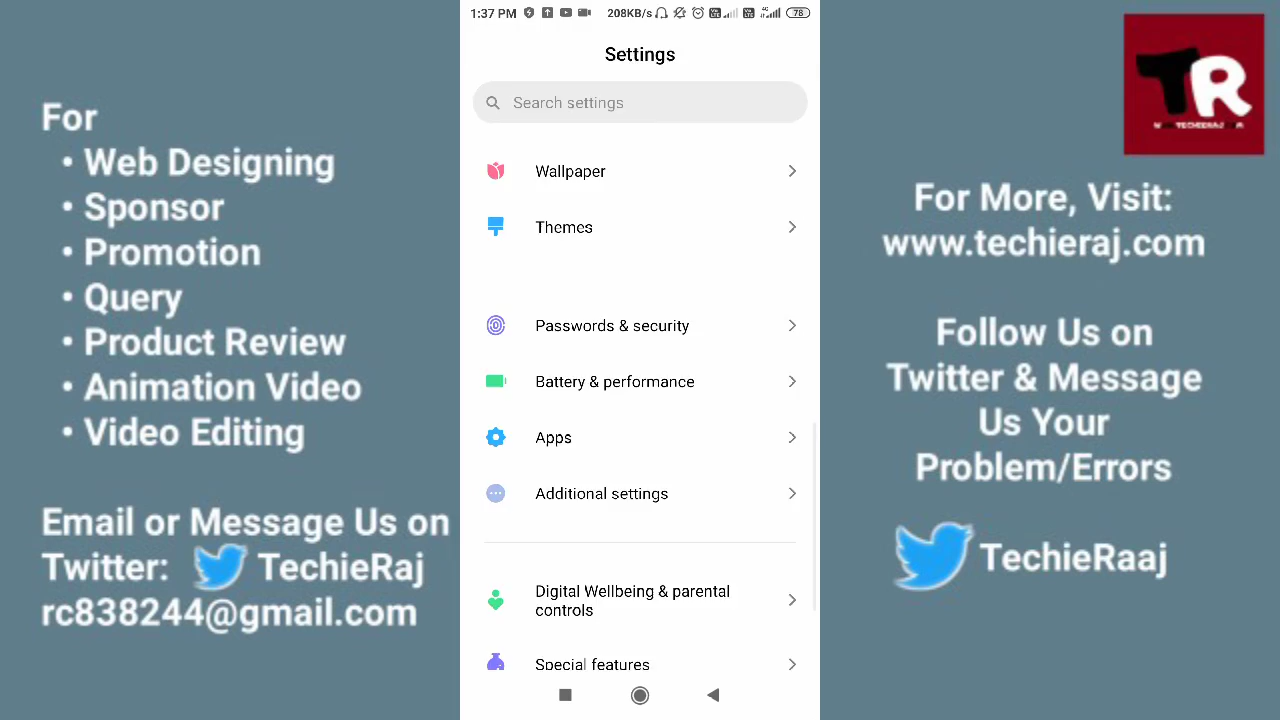 For
• Web Designing
• Sponsor
• Promotion
• Query
• Product Review
• Animation Video
• Video Editing
Email or Message Us on
Twitter: TechieRaj
rc838244@gmail.com
1:37 PM 208KB/s 4G 78
Settings
Search settings
Wallpaper
Themes
Passwords & security
Battery & performance
Apps
Additional settings
Digital Wellbeing & parental
controls
Special features
TR
For More, Visit:
www.techieraj.com
Follow Us on
Twitter & Message
Us Your
Problem/Errors
TechieRaaj